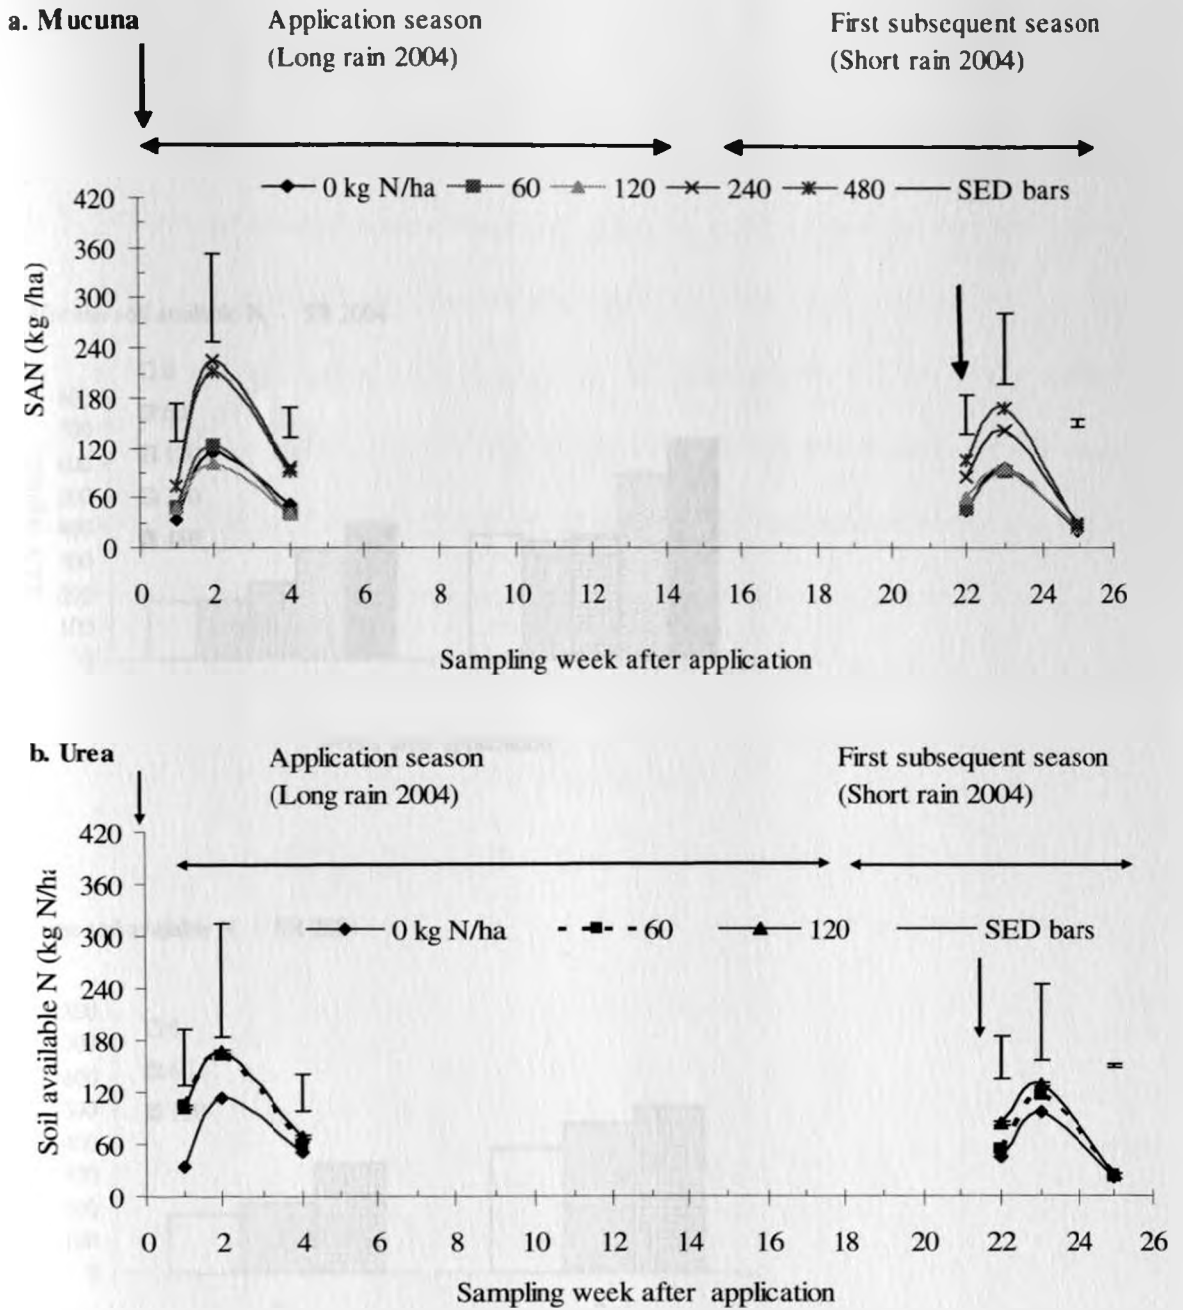 a. Mucuna
Application season
(Long rain 2004)
First subsequent season
(Short rain 2004)
0 kg N/ha 60 120 240 480 SED bars
SAN (kg /ha)
420
360
300
240
180
120
60
0
0 2 4 6 8 10 12 14 16 18 20 22 24 26
Sampling week after application
b. Urea
Application season
(Long rain 2004)
First subsequent season
(Short rain 2004)
0 kg N/ha 60 120 SED bars
Soil available N (kg N/ha
420
360
300
240
180
120
60
0
0 2 4 6 8 10 12 14 16 18 20 22 24 26
Sampling week after application